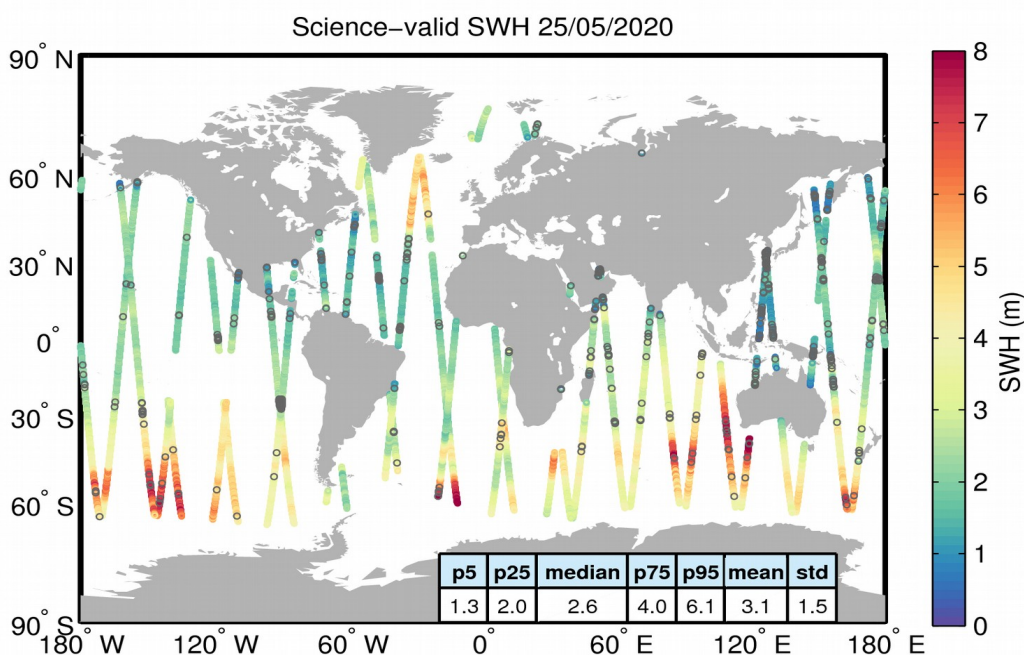 Science−valid SWH 25/05/2020
90° N
60° N
30° N
0°
30° S
60° S
90° S
180° W
120° W
60° W
0°
60° E
120° E
180° E
p5 p25 median p75 p95 mean std
1.3 2.0 2.6 4.0 6.1 3.1 1.5
8
7
6
5
4
3
2
1
0
SWH (m)